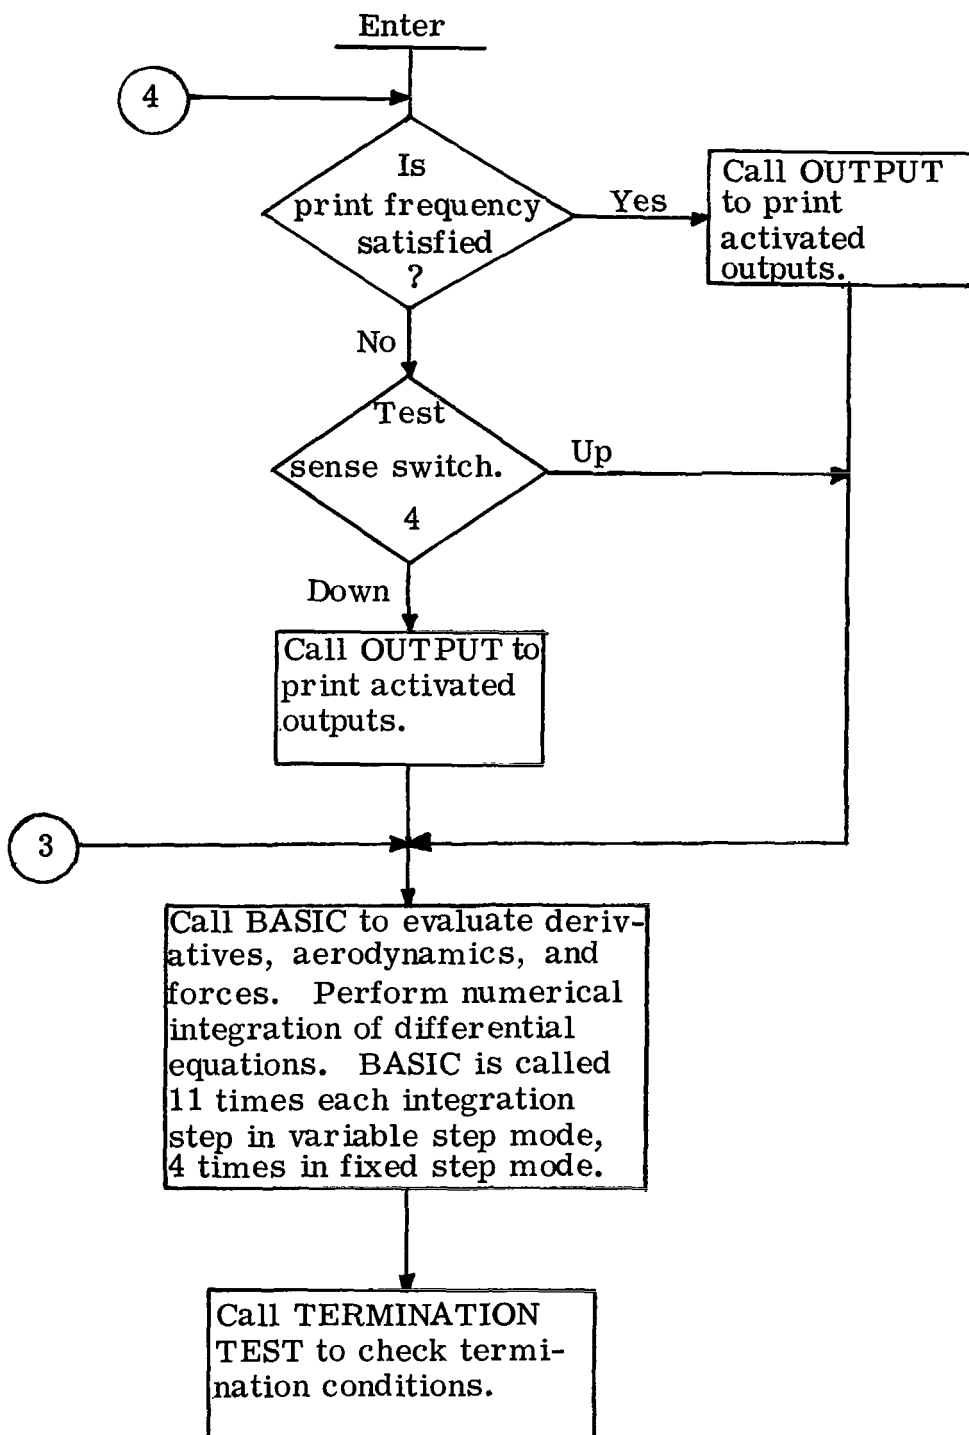 Enter
4
Is
print frequency
satisfied
?
Yes
Call OUTPUT
to print
activated
outputs.
No
Test
sense switch.
4
Up
Down
Call OUTPUT to
print activated
outputs.
3
Call BASIC to evaluate deriv-
atives, aerodynamics, and
forces. Perform numerical
integration of differential
equations. BASIC is called
11 times each integration
step in variable step mode,
4 times in fixed step mode.
Call TERMINATION
TEST to check termi-
nation conditions.